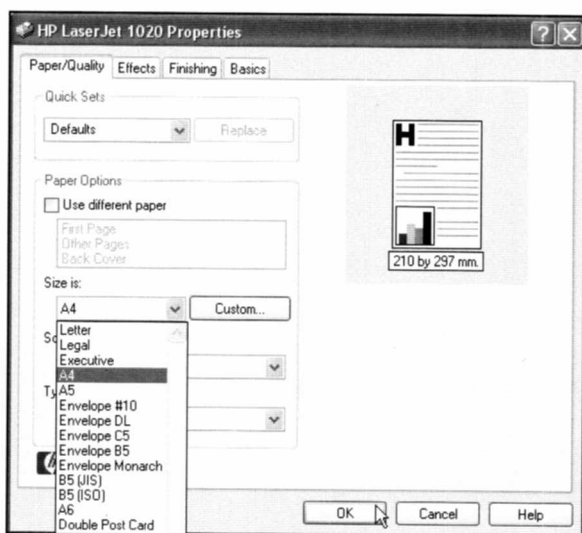 HP LaserJet 1020 Properties
Paper/Quality Effects Finishing Basics
Quick Sets
Defaults Replace
Paper Options
Use different paper
First Page
Other Pages
Back Cover
H
210 by 297 mm.
Size is:
A4 Custom...
Letter
Legal
Executive
A4
A5
Envelope #10
Envelope DL
Envelope C5
Envelope B5
Envelope Monarch
B5 (JIS)
B5 (ISO)
A6
Double Post Card
OK Cancel Help